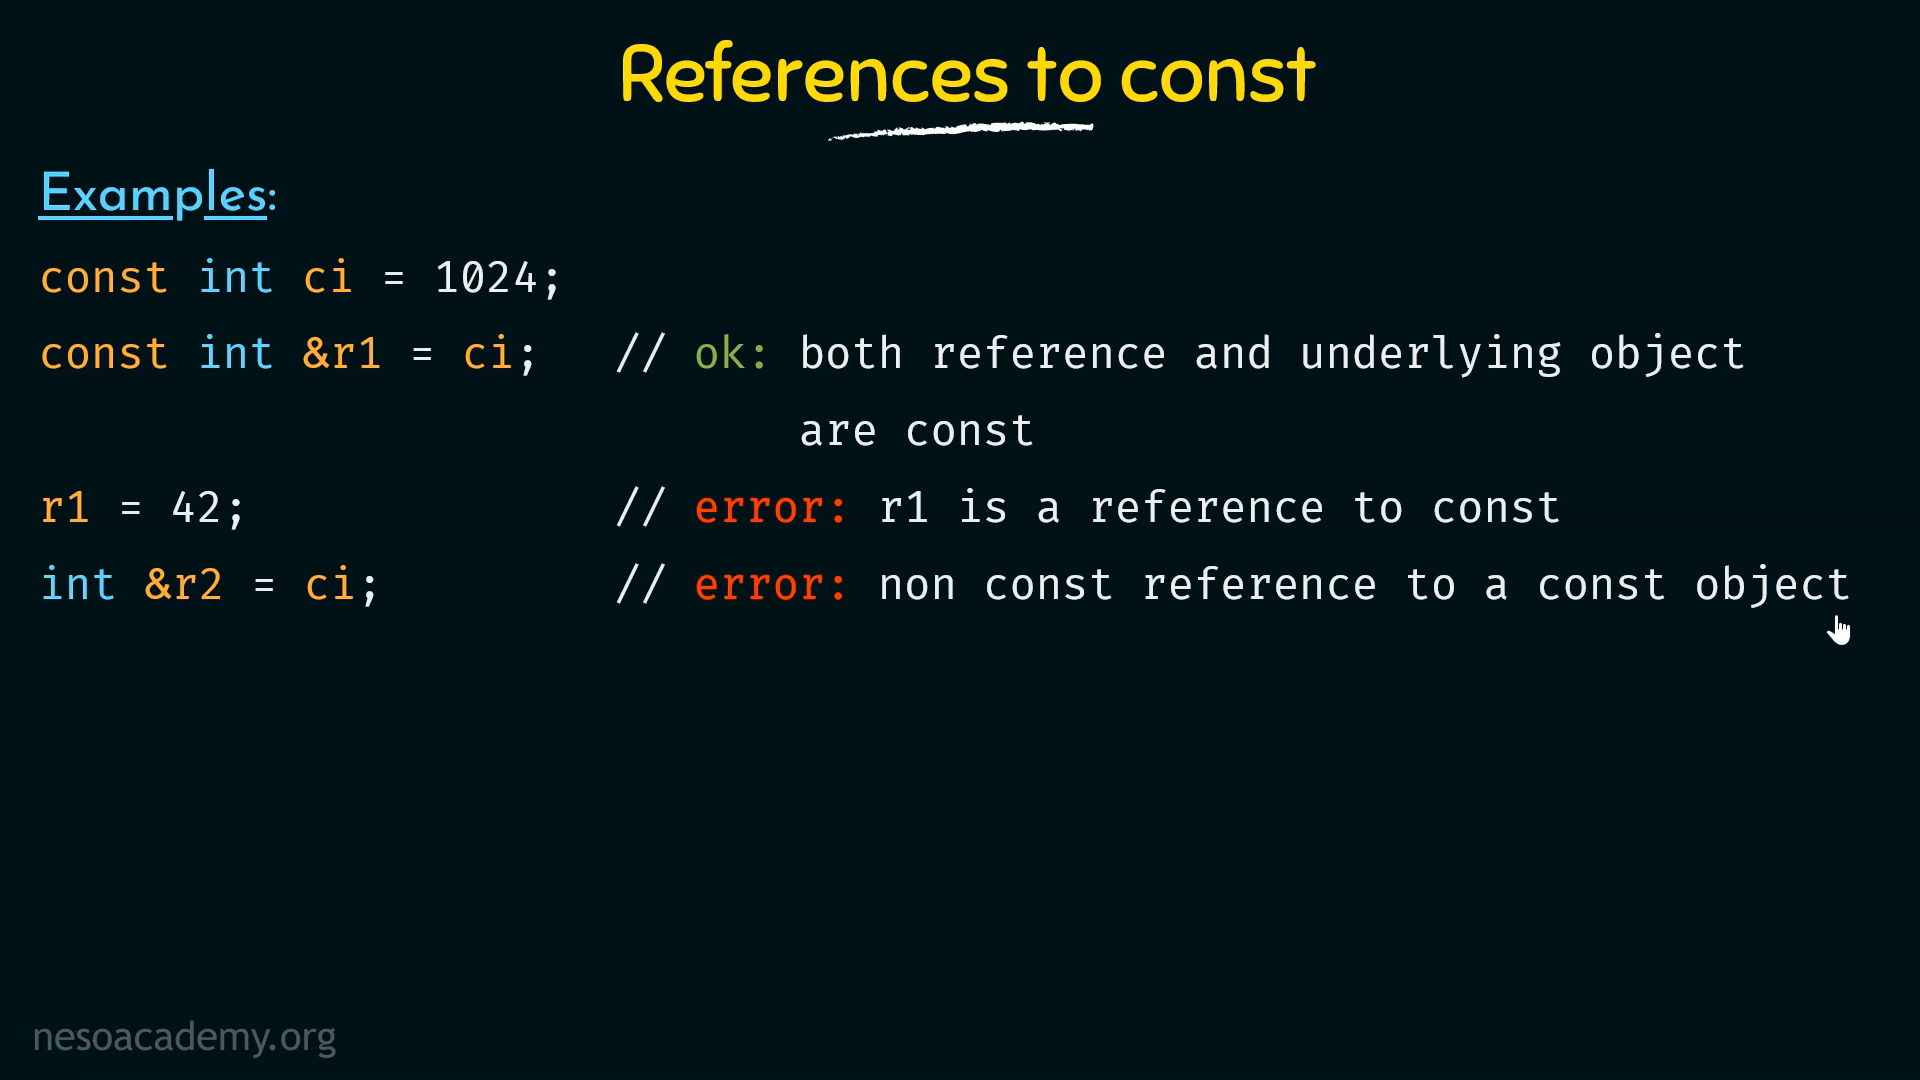 References to const
Examples:
const int ci = 1024;
const int &r1 = ci; // ok: both reference and underlying object
are const
r1 = 42; // error: r1 is a reference to const
int &r2 = ci; // error: non const reference to a const object
nesoacademy.org